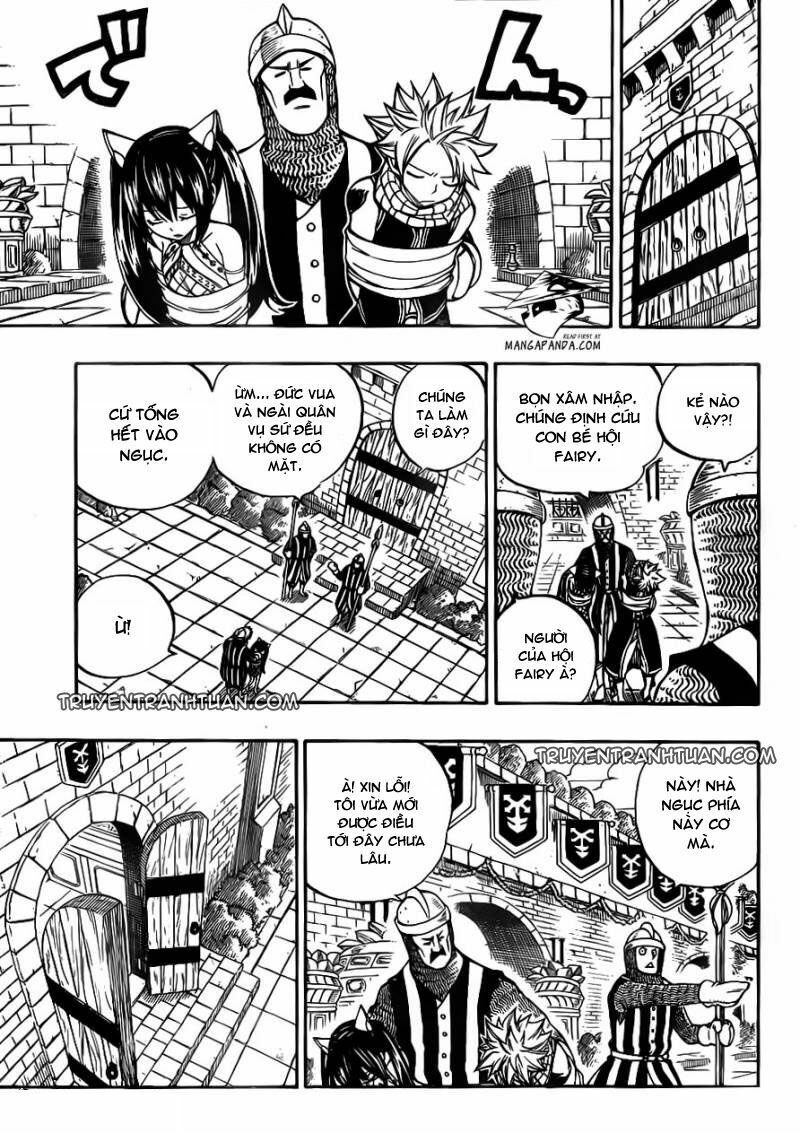 で
ん、
READ FIRST AT
MANGAPANDA.COM
KẺ NÀO
VẬY?!
BỌN XÂM NHẬP.
CHÚNG ĐỊNH CỨU
CON BÉ HỘI
FAIRY.
NGƯỜI
CỦA HỘI
FAIRY À?
CHÚNG
TA LÀM
GÌ ĐÂY?
ỪM... ĐỨC VUA
VÀ NGÀI QUÂN
VỤ SỨ ĐỀU
KHÔNG CÓ
MẶT.
CỨ TỐNG
HẾT VÀO
NGỤC.
Ừ!
TRUYENTRANHTUAN.COM
TRUYENTRANHTUAN.COM
NÀY! NHÀ
NGỤC PHÍA
NÀY CƠ
MÀ.
À! XIN LỖI!
TÔI VỪA MỚI
ĐƯỢC ĐIỀU
TỚI ĐÂY CHƯA
LÂU.